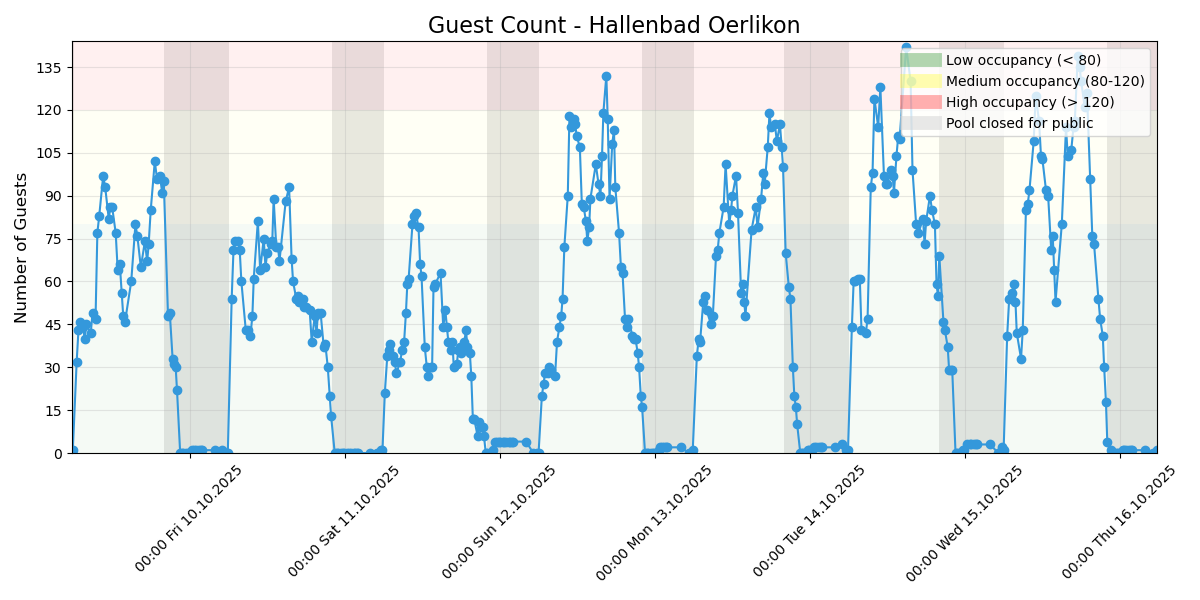 Guest Count - Hallenbad Oerlikon
Number of Guests
135
120
105
90
75
60
45
30
15
0
Low occupancy (< 80)
Medium occupancy (80-120)
High occupancy (> 120)
Pool closed for public
00:00 Fri 10.10.2025
00:00 Sat 11.10.2025
00:00 Sun 12.10.2025
00:00 Mon 13.10.2025
00:00 Tue 14.10.2025
00:00 Wed 15.10.2025
00:00 Thu 16.10.2025